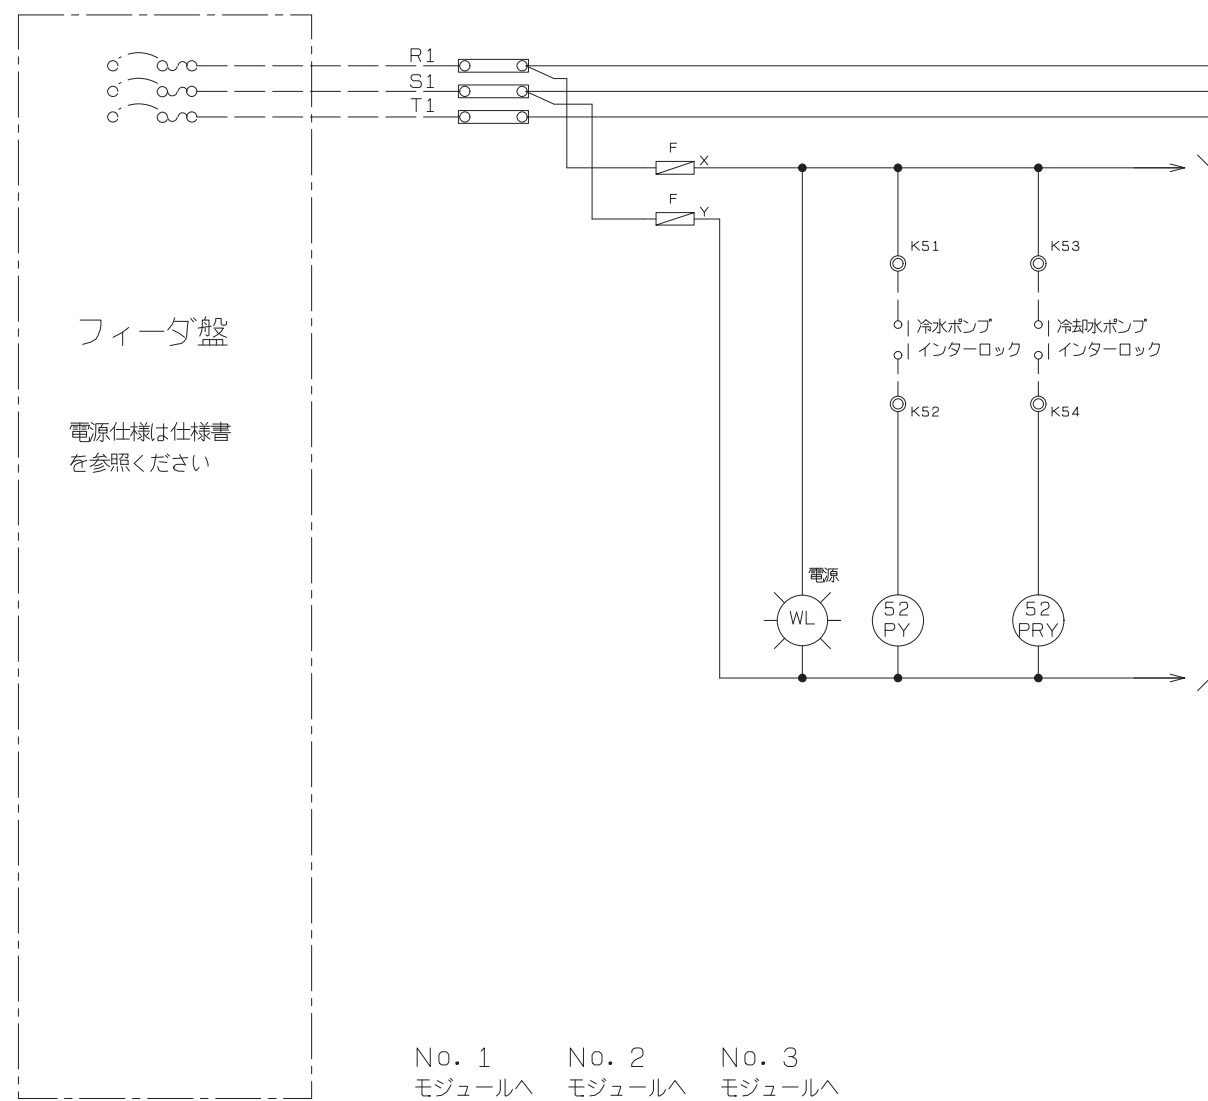 R1
S1
T1
F
X
F
Y
K51
K53
冷水ポンプ
インターロック
冷却水ポンプ
インターロック
K52
K54
フィーダ盤
電源仕様は仕様書
を参照ください
電源
WL
52
PY
52
PRY
No. 1
モジュールへ
No. 2
モジュールへ
No. 3
モジュールへ